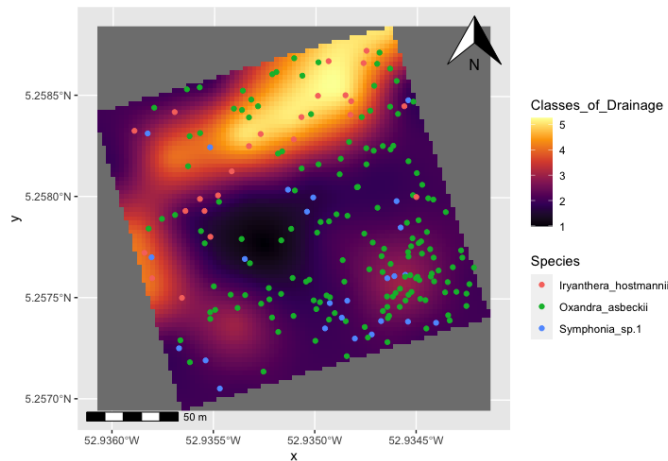 N
5.2585°N
5.2580°N
5.2575°N
5.2570°N
y
50 m
52.9360°W 52.9355°W 52.9350°W 52.9345°W
x
Classes_of_Drainage
5
4
3
2
1
Species
Iryanthera_hostmannii
Oxandra_asbeckii
Symphonia_sp.1